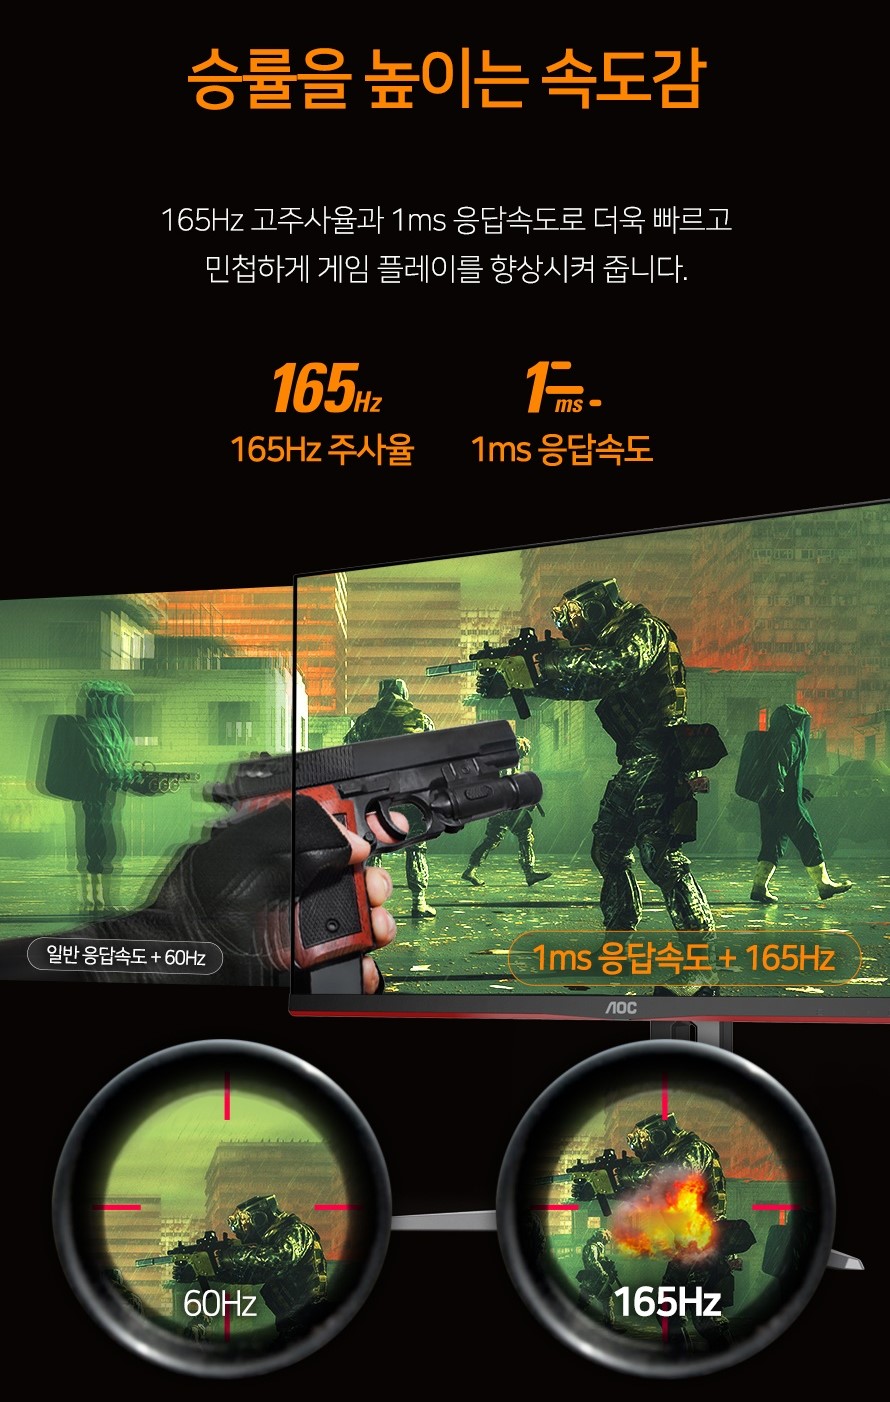 승률을 높이는 속도감
165Hz 고주사율과 1ms 응답속도로 더욱 빠르고
민첩하게 게임 플레이를 향상시켜 줍니다.
165Hz
165Hz 주사율
1ms
1ms 응답속도
일반 응답속도 + 60Hz
1ms 응답속도 + 165Hz
AOC
60Hz
165Hz